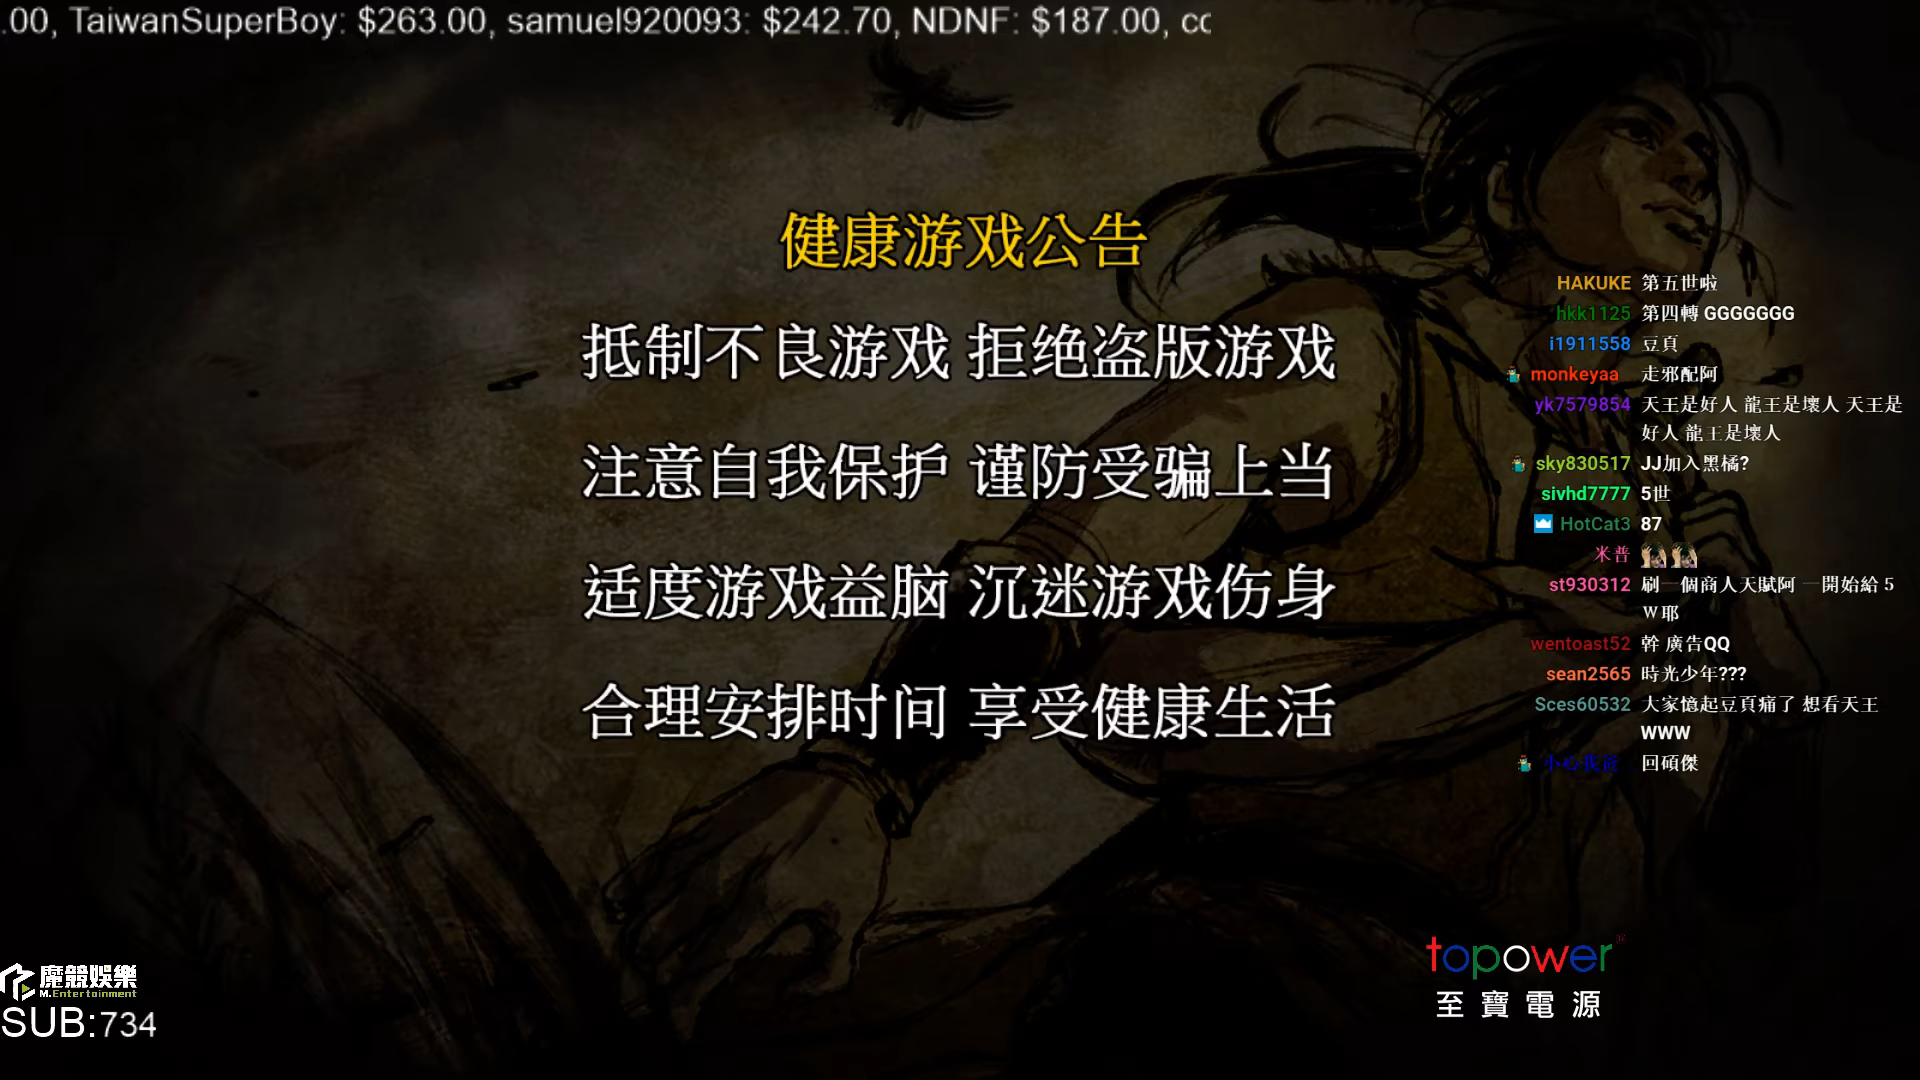 .00, TaiwanSuperBoy: $263.00, samuel920093: $242.70, NDNF: $187.00, cc
健康游戏公告
抵制不良游戏 拒绝盗版游戏
注意自我保护 谨防受骗上当
适度游戏益脑 沉迷游戏伤身
合理安排时间 享受健康生活
HAKUKE 第五世啦
hkk1125 第四轉 GGGGGGG
i1911558 豆頁
monkeyaa 走邪配阿
yk7579854 天王是好人 龍王是壞人 天王是
好人 龍王是壞人
sky830517 JJ加入黑橘?
sivhd7777 5世
HotCat3 87
米普
st930312 刷一個商人天賦阿 一開始給５
Ｗ耶
wentoast52 幹 廣告QQ
sean2565 時光少年???
Sces60532 大家憶起豆頁痛了 想看天王
WWW
小心我爸 回碩傑
topower
至寶電源
魔競娛樂
M.Entertainment
SUB:734